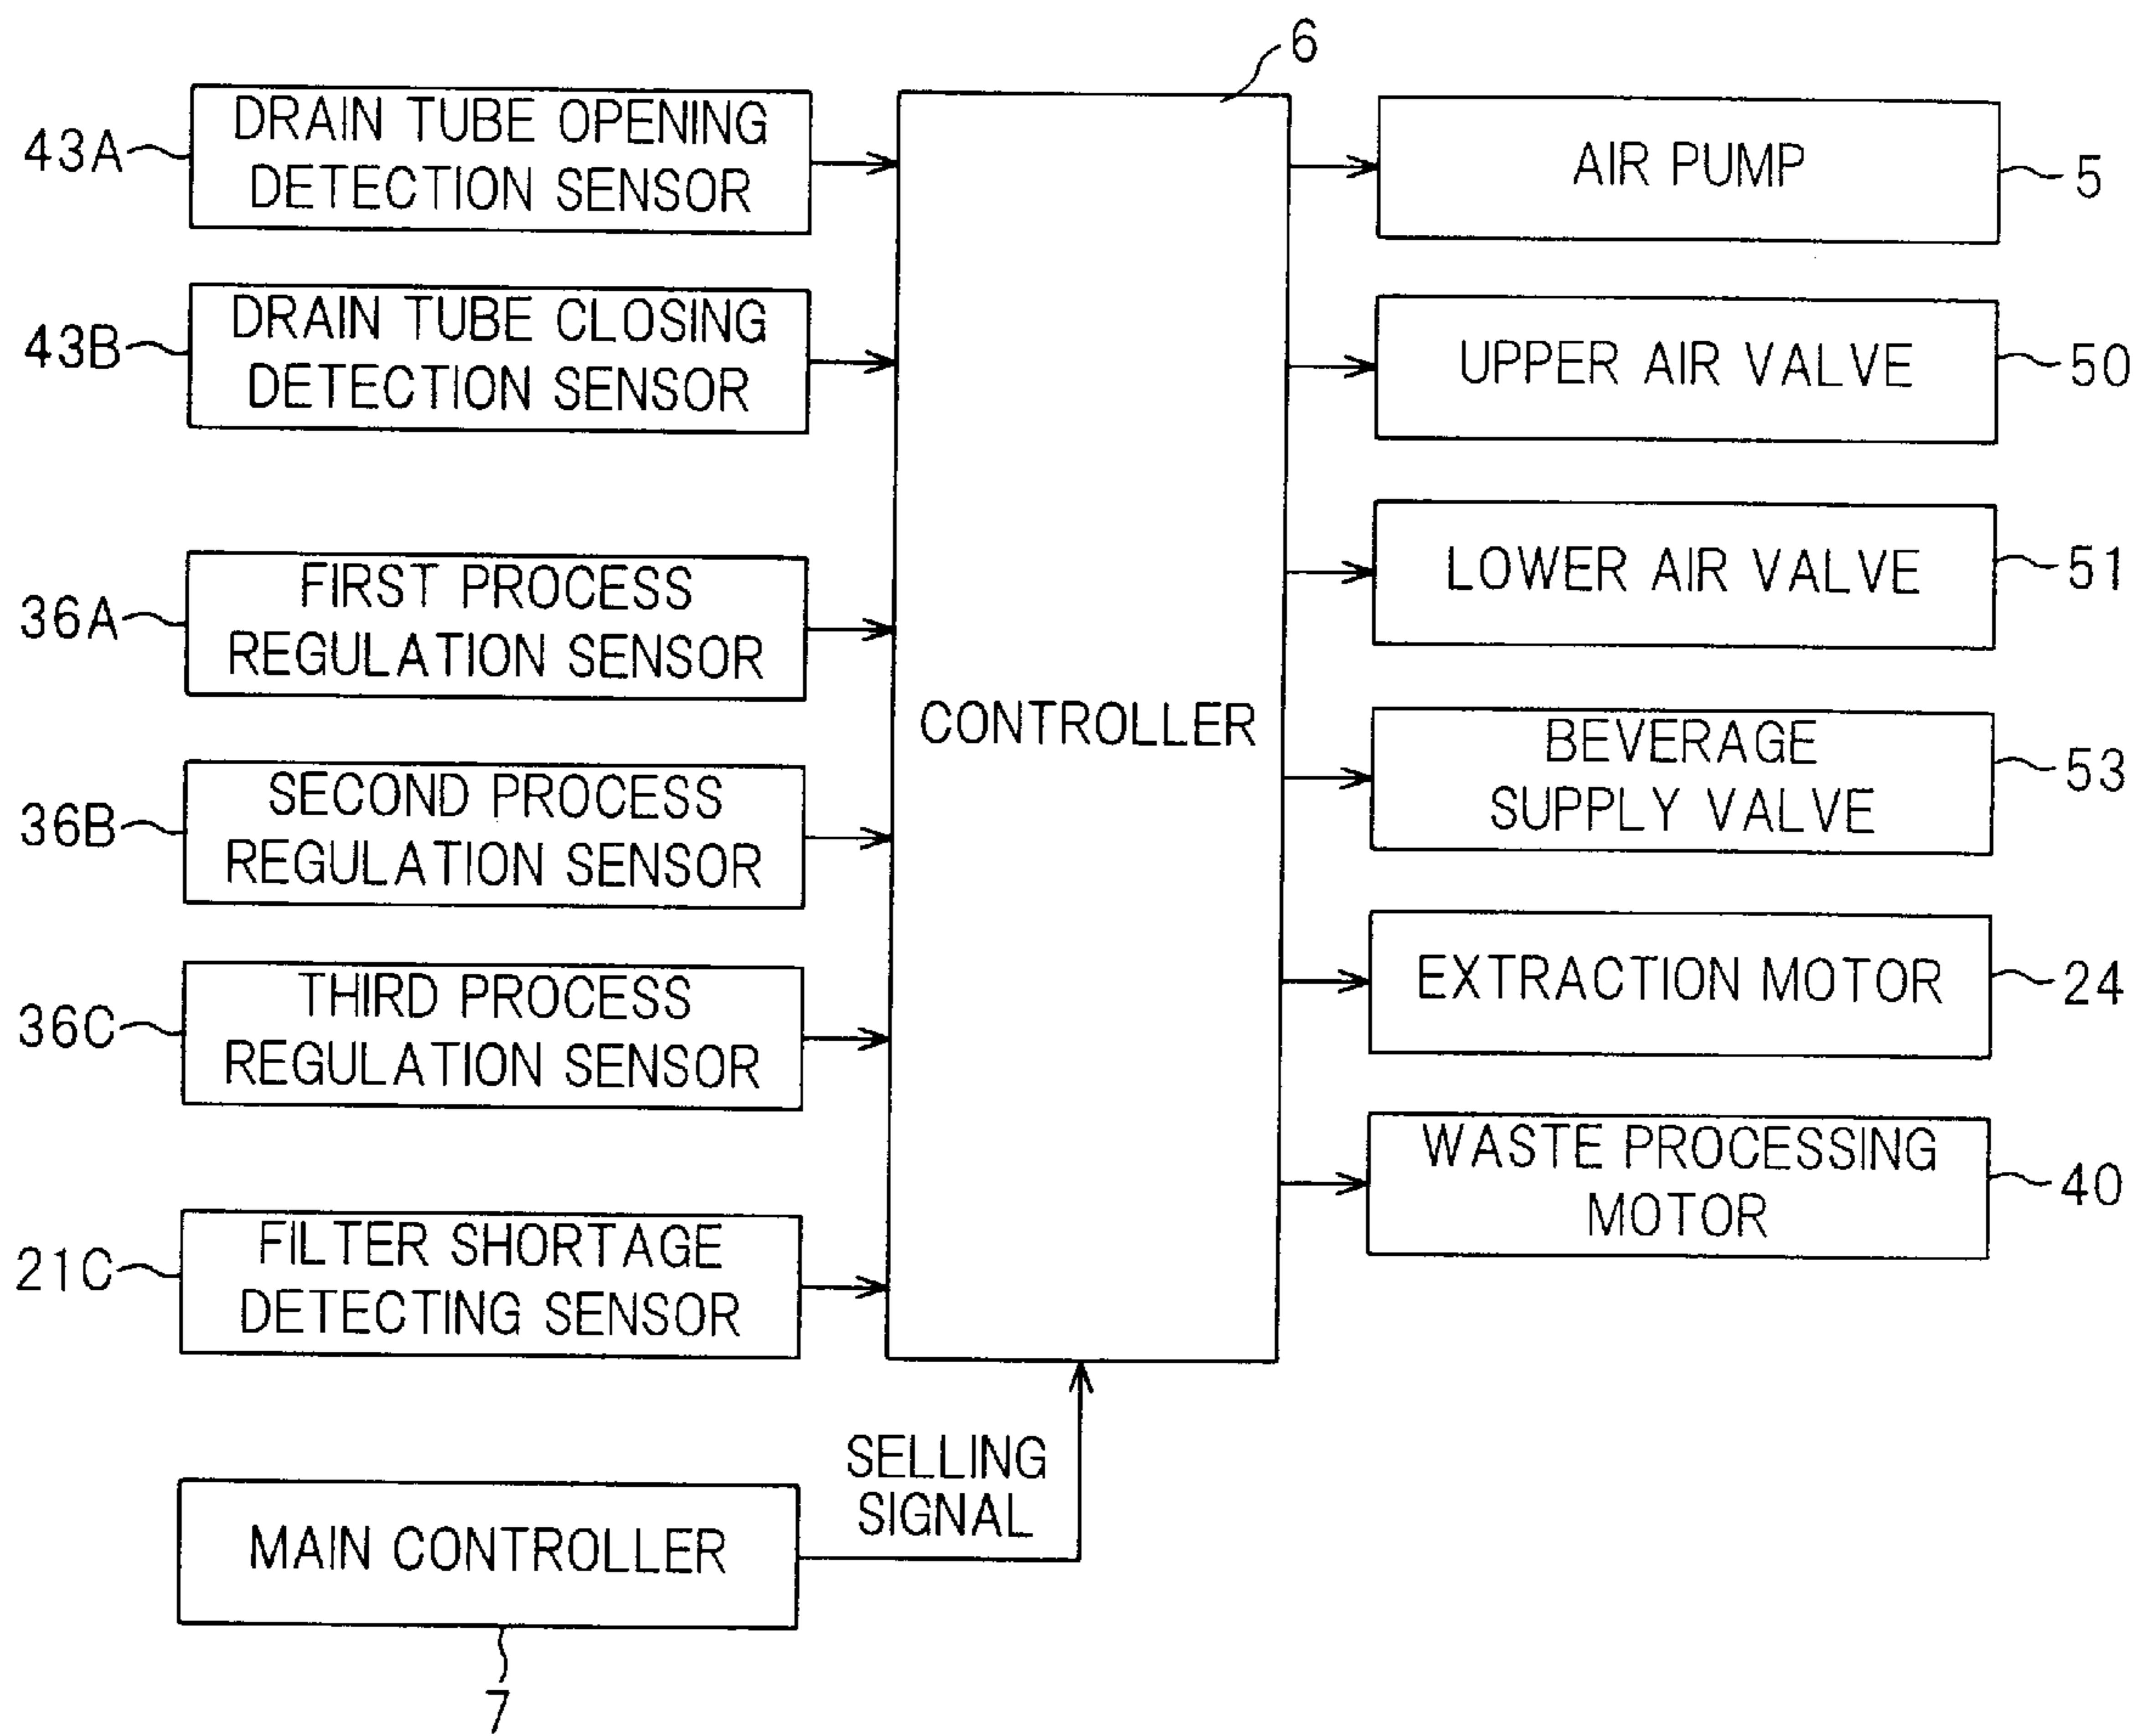 6
43A
DRAIN TUBE OPENING
DETECTION SENSOR
43B
DRAIN TUBE CLOSING
DETECTION SENSOR
36A
FIRST PROCESS
REGULATION SENSOR
36B
SECOND PROCESS
REGULATION SENSOR
36C
THIRD PROCESS
REGULATION SENSOR
21C
FILTER SHORTAGE
DETECTING SENSOR
MAIN CONTROLLER
7
SELLING
SIGNAL
CONTROLLER
AIR PUMP
5
UPPER AIR VALVE
50
LOWER AIR VALVE
51
BEVERAGE
SUPPLY VALVE
53
EXTRACTION MOTOR
24
WASTE PROCESSING
MOTOR
40